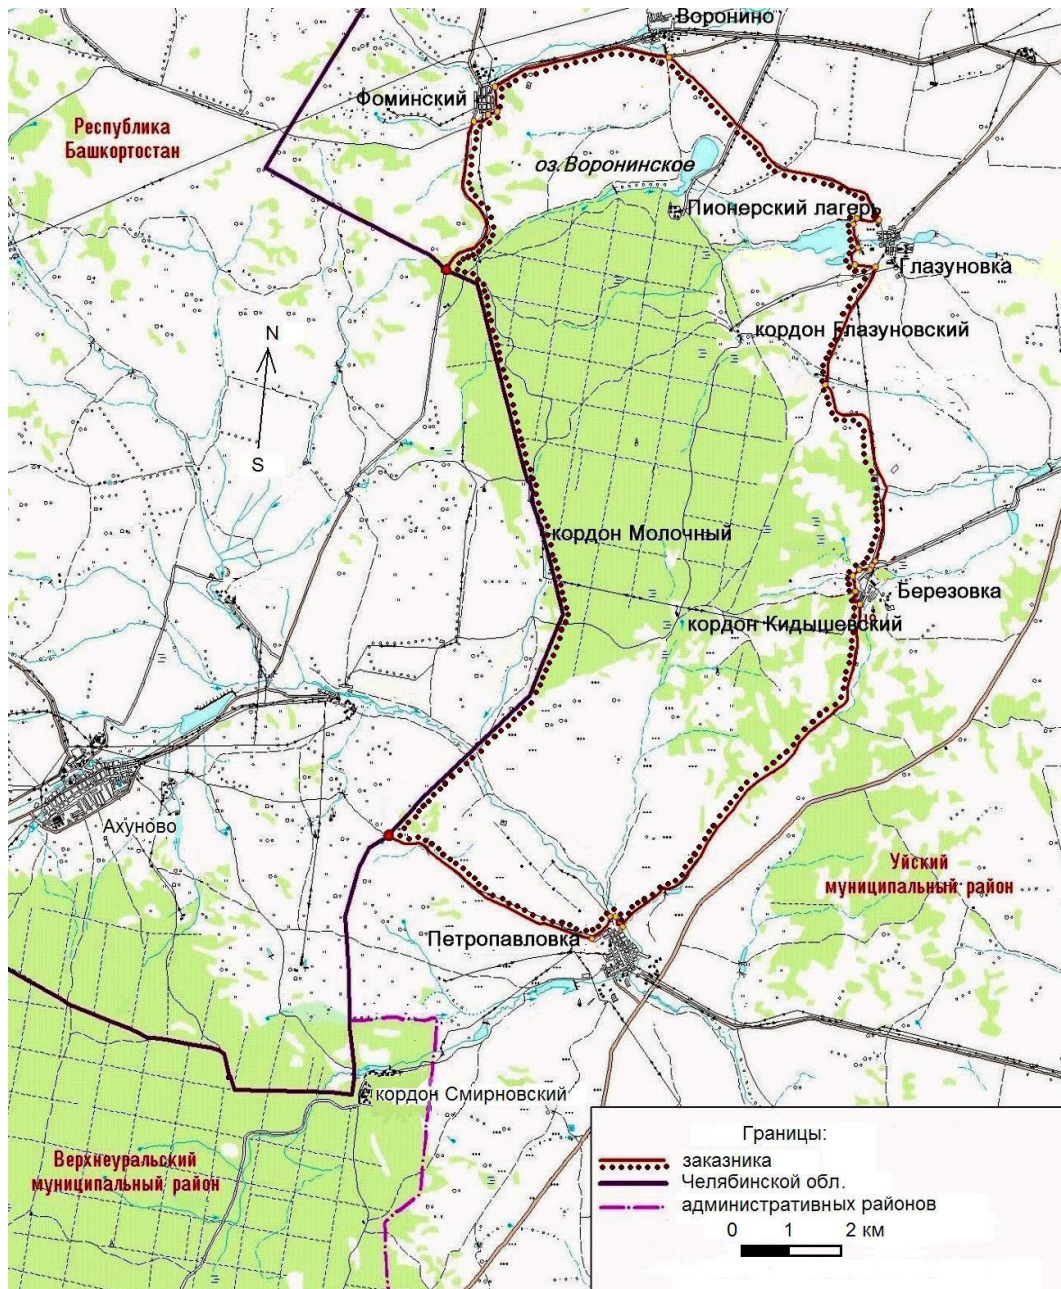 Воронино
Фоминский
Республика
Башкортостан
оз.Воронинское
Пионерский лагерь
Глазуновка
кордон Глазуновский
N
S
кордон Молочный
Березовка
кордон Кидышевский
Ахуново
Уйский
муниципальный район
Петропавловка
кордон Смирновский
Верхнеуральский
муниципальный район
Границы:
заказника
Челябинской обл.
административных районов
0 1 2 км